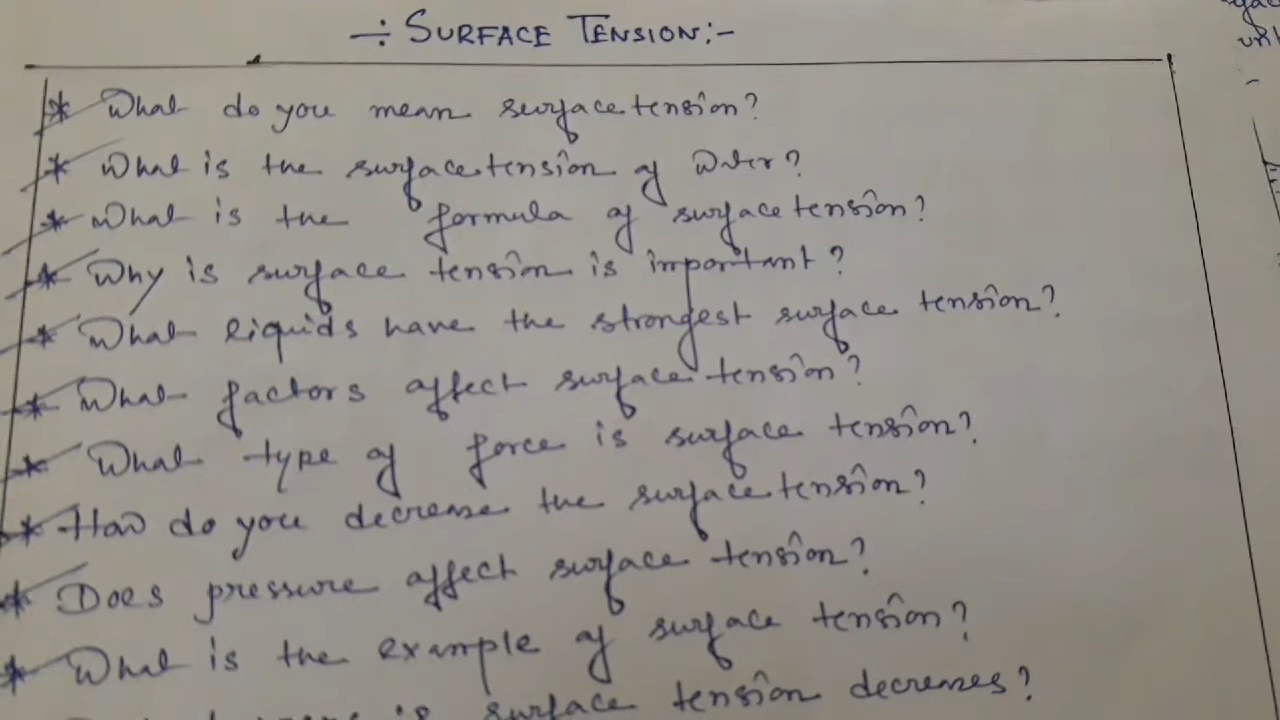 ÷ SURFACE TENSION:-
* What do you mean surface tension?
* What is the surface tension of Water?
* What is the formula of surface tension?
* Why is surface tension is important?
* What liquids have the strongest surface tension?
* What factors affect surface tension?
* What type of force is surface tension?
* How do you decrease the surface tension?
* Does pressure affect surface tension?
* What is the example of surface tension?
is surface tension decreases?